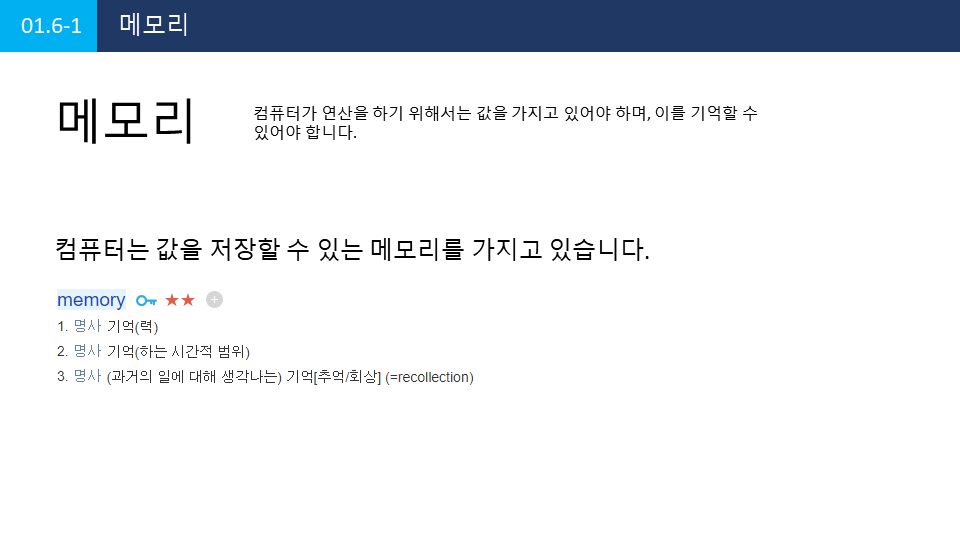 01.6-1 메모리
메모리
컴퓨터가 연산을 하기 위해서는 값을 가지고 있어야 하며, 이를 기억할 수
있어야 합니다.
컴퓨터는 값을 저장할 수 있는 메모리를 가지고 있습니다.
memory ★★ +
1. 명사 기억(력)
2. 명사 기억(하는 시간적 범위)
3. 명사 (과거의 일에 대해 생각나는) 기억[추억/회상] (=recollection)